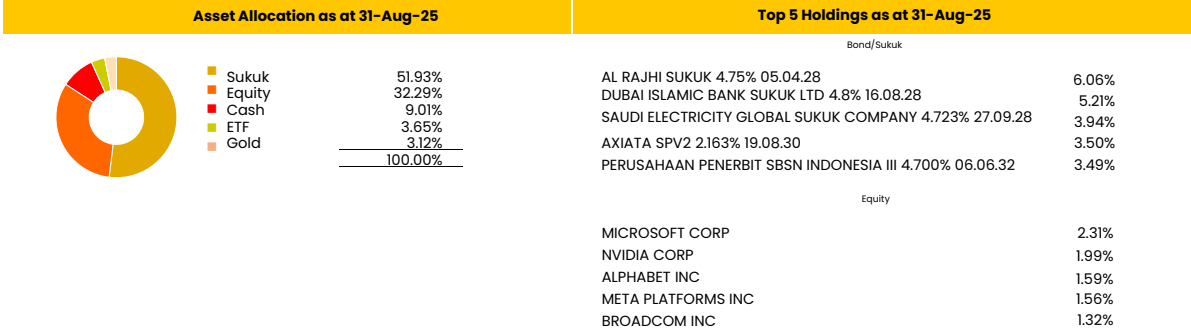 Asset Allocation as at 31-Aug-25
Sukuk 51.93%
Equity 32.29%
Cash 9.01%
ETF 3.65%
Gold 3.12%
100.00%
Top 5 Holdings as at 31-Aug-25
Bond/Sukuk
AL RAJHI SUKUK 4.75% 05.04.28 6.06%
DUBAI ISLAMIC BANK SUKUK LTD 4.8% 16.08.28 5.21%
SAUDI ELECTRICITY GLOBAL SUKUK COMPANY 4.723% 27.09.28 3.94%
AXIATA SPV2 2.163% 19.08.30 3.50%
PERUSAHAAN PENERBIT SBSN INDONESIA III 4.700% 06.06.32 3.49%
Equity
MICROSOFT CORP 2.31%
NVIDIA CORP 1.99%
ALPHABET INC 1.59%
META PLATFORMS INC 1.56%
BROADCOM INC 1.32%